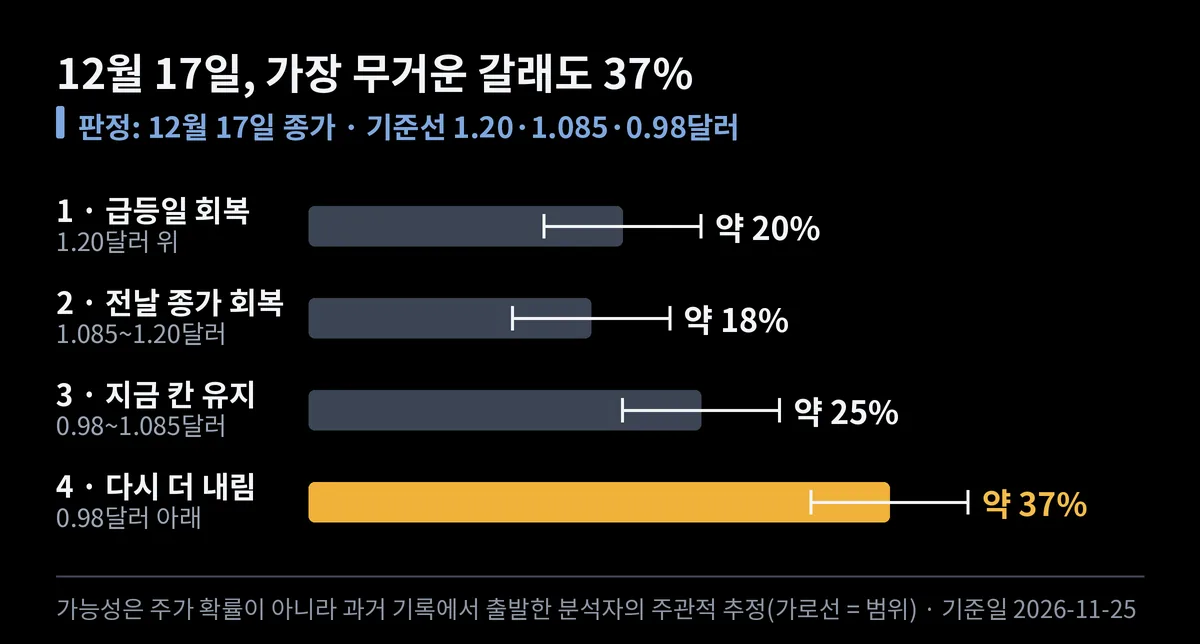 12월 17일, 가장 무거운 갈래도 37%
판정: 12월 17일 종가 · 기준선 1.20·1.085·0.98달러
1 · 급등일 회복
1.20달러 위
약 20%
2 · 전날 종가 회복
1.085~1.20달러
약 18%
3 · 지금 칸 유지
0.98~1.085달러
약 25%
4 · 다시 더 내림
0.98달러 아래
약 37%
가능성은 주가 확률이 아니라 과거 기록에서 출발한 분석자의 주관적 추정(가로선 = 범위) · 기준일 2026-11-25